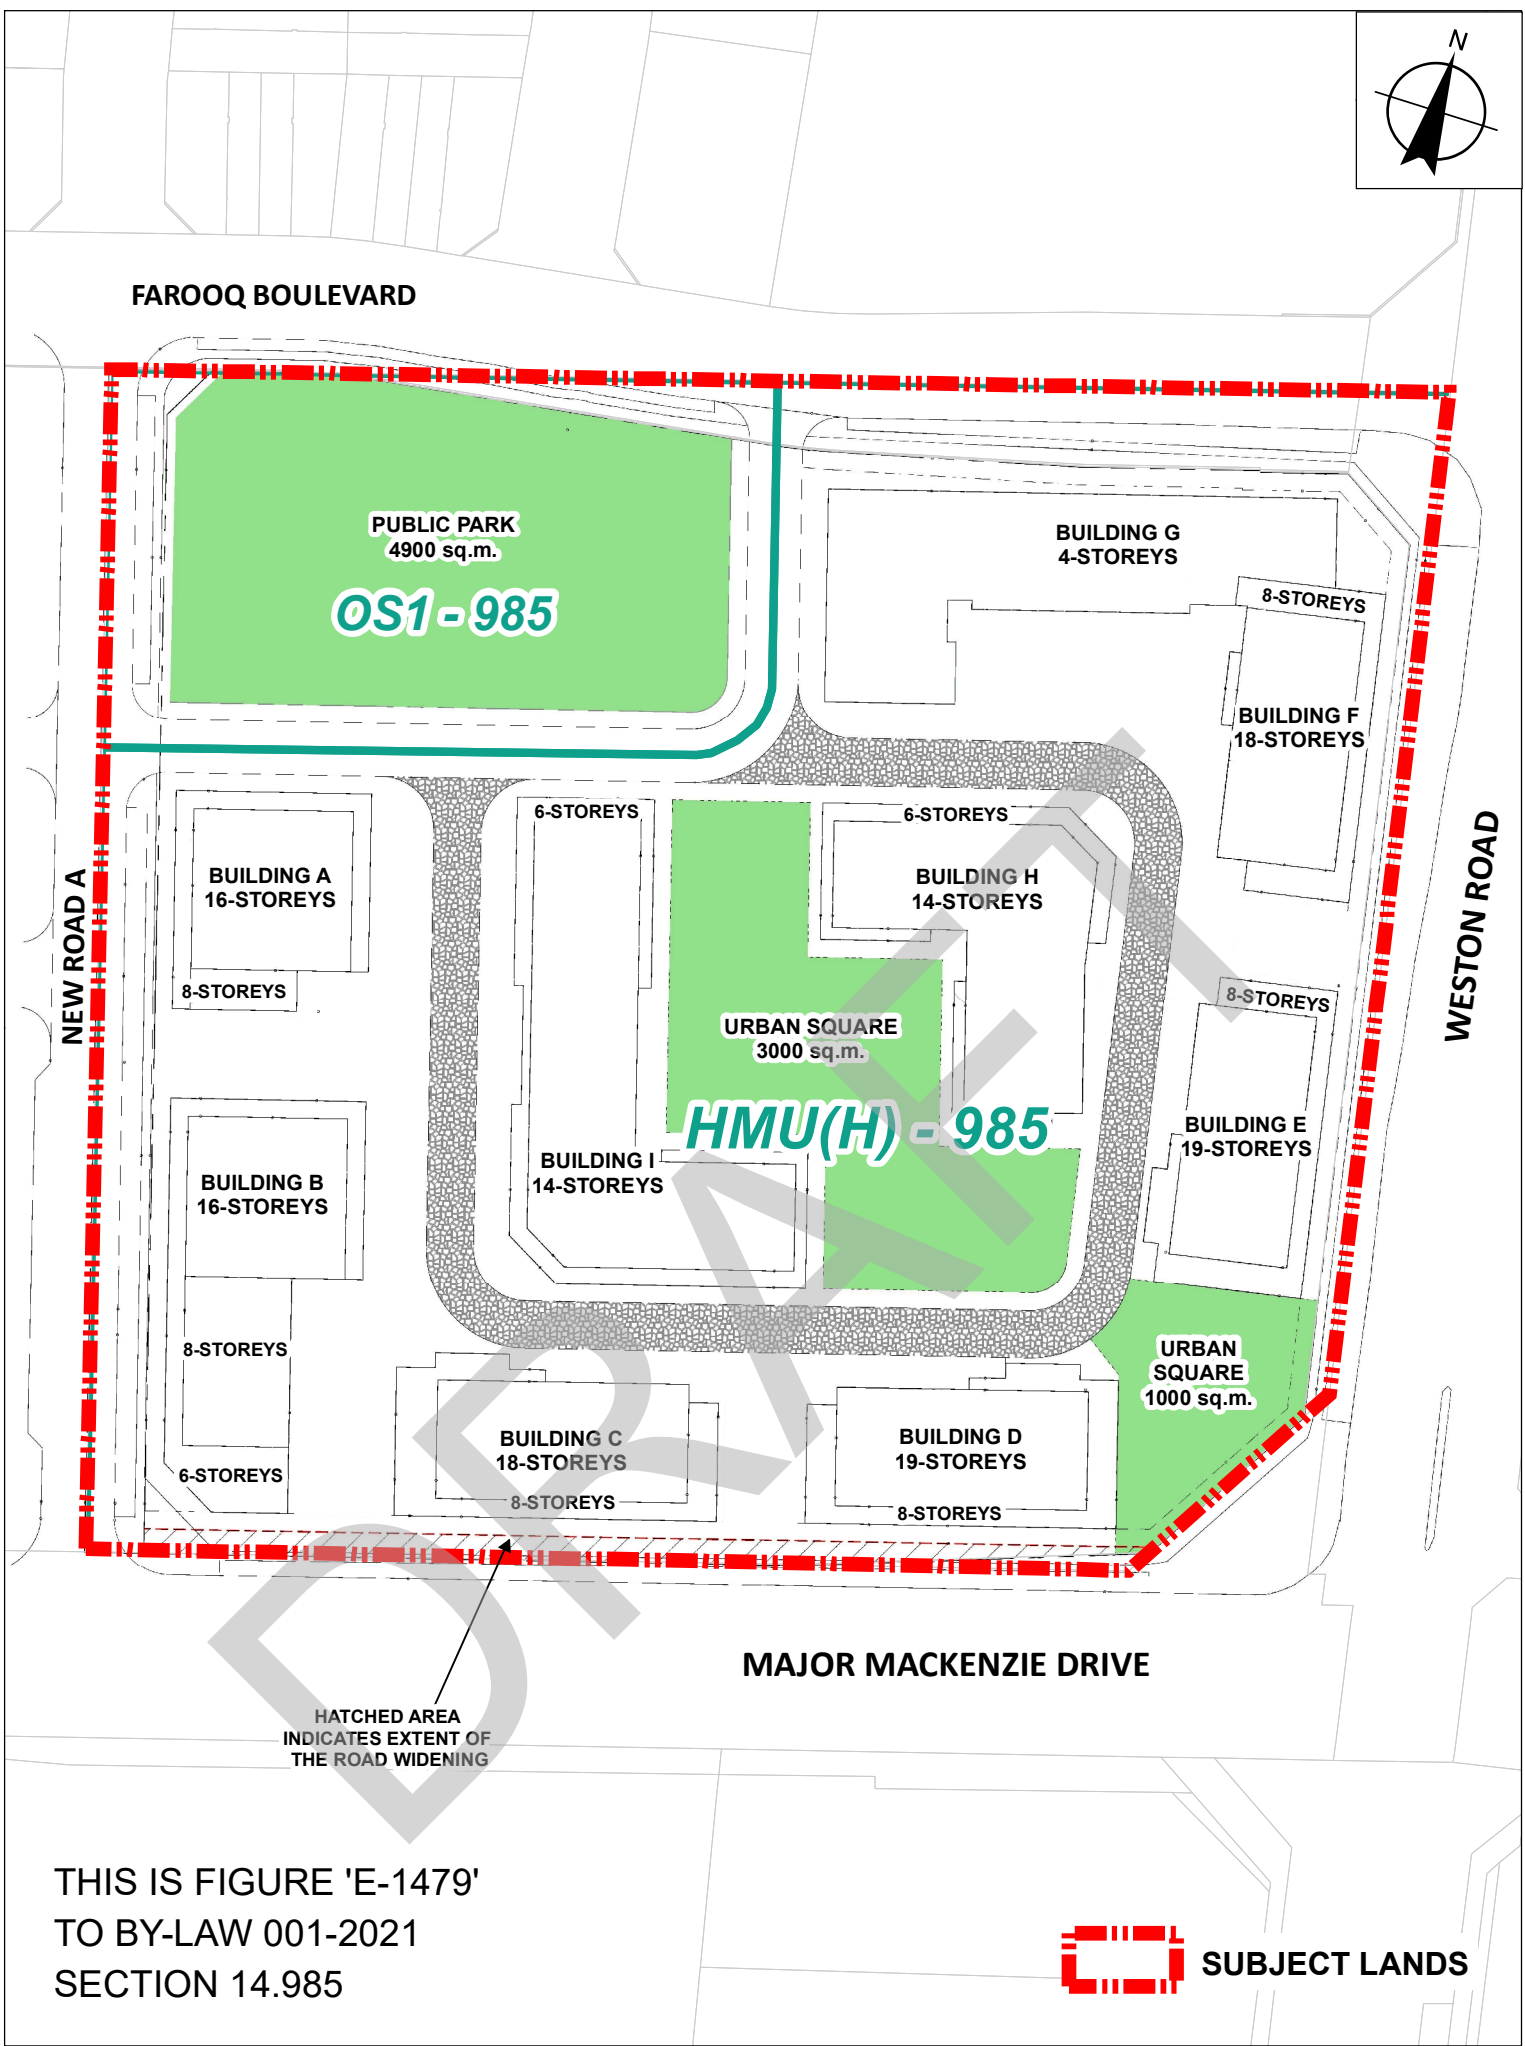 N
FAROOQ BOULEVARD
PUBLIC PARK
4900 sq.m.
OS1 - 985
BUILDING G
4-STOREYS
8-STOREYS
BUILDING F
18-STOREYS
6-STOREYS
6-STOREYS
BUILDING A
16-STOREYS
BUILDING H
14-STOREYS
NEW ROAD A
WESTON ROAD
8-STOREYS
8-STOREYS
URBAN SQUARE
3000 sq.m.
HMU(H) - 985
BUILDING E
19-STOREYS
BUILDING I
14-STOREYS
BUILDING B
16-STOREYS
8-STOREYS
URBAN
SQUARE
1000 sq.m.
BUILDING C
18-STOREYS
8-STOREYS
BUILDING D
19-STOREYS
8-STOREYS
6-STOREYS
DRAFT
MAJOR MACKENZIE DRIVE
HATCHED AREA
INDICATES EXTENT OF
THE ROAD WIDENING
THIS IS FIGURE 'E-1479'
TO BY-LAW 001-2021
SECTION 14.985
SUBJECT LANDS